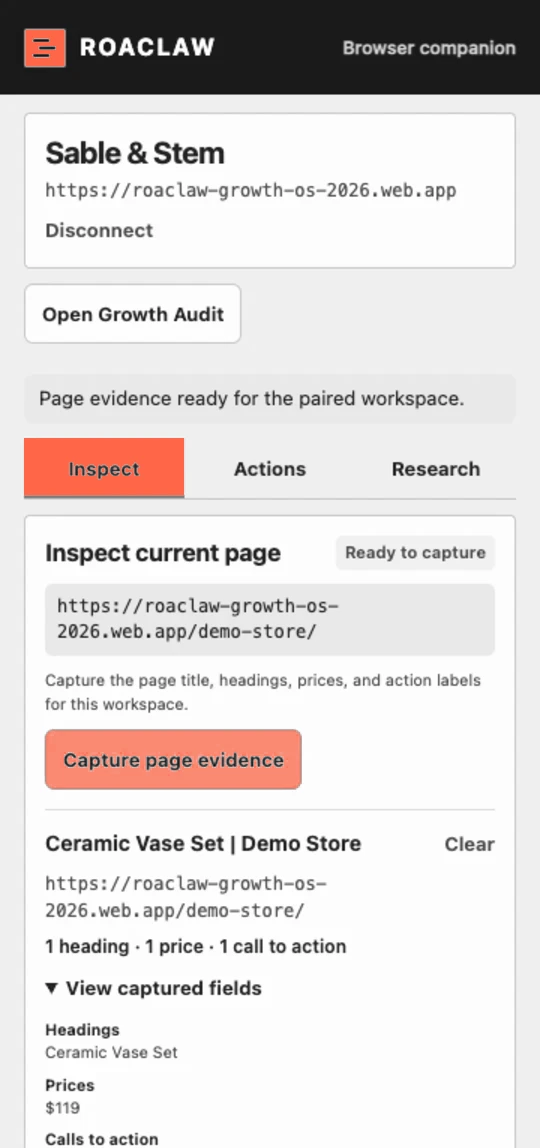 ROACLAW
Browser companion
Sable & Stem
https://roaclaw-growth-os-2026.web.app
Disconnect
Open Growth Audit
Page evidence ready for the paired workspace.
Inspect
Actions
Research
Inspect current page
Ready to capture
https://roaclaw-growth-os-
2026.web.app/demo-store/
Capture the page title, headings, prices, and action labels
for this workspace.
Capture page evidence
Ceramic Vase Set | Demo Store
Clear
https://roaclaw-growth-os-
2026.web.app/demo-store/
1 heading · 1 price · 1 call to action
▼ View captured fields
Headings
Ceramic Vase Set
Prices
$119
Calls to action